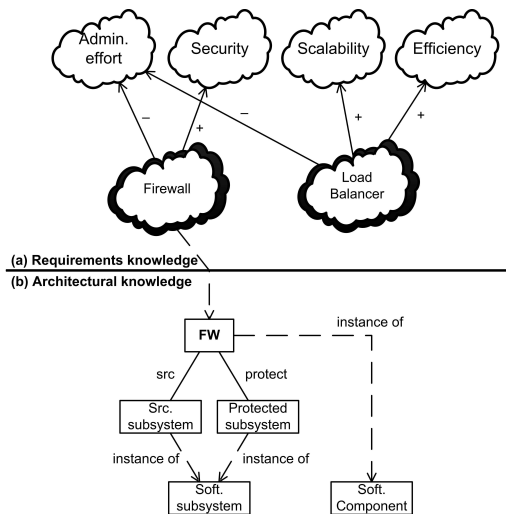 Admin.
effort
Security
Scalability
Efficiency
–
+
–
+
+
Firewall
Load
Balancer
(a) Requirements knowledge
(b) Architectural knowledge
FW
instance of
src
protect
Src.
subsystem
Protected
subsystem
instance of
instance of
Soft.
subsystem
Soft.
Component